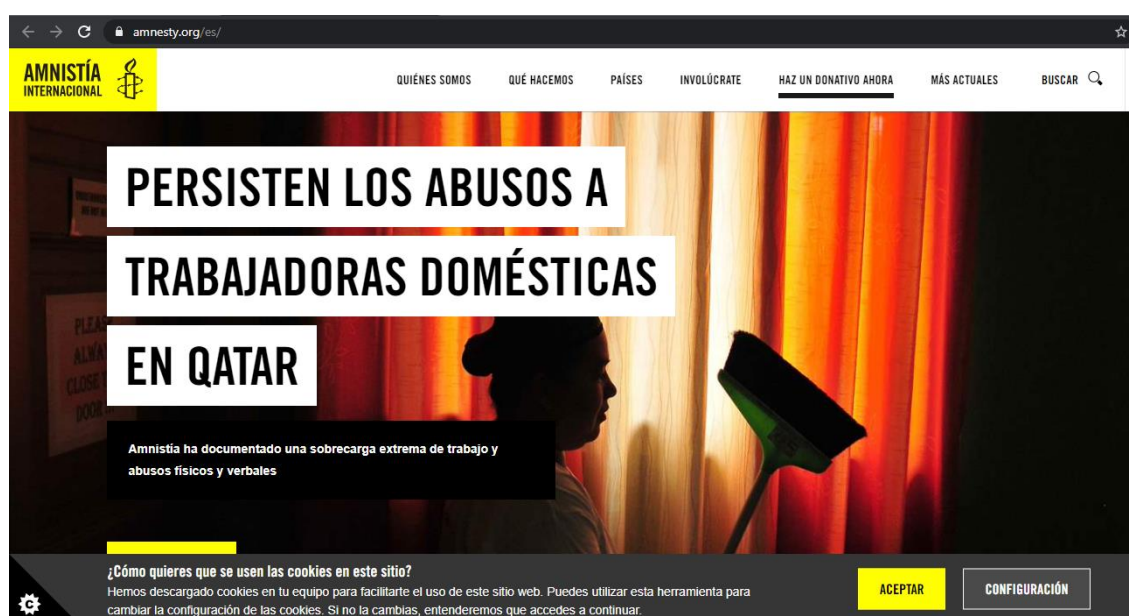 amnesty.org/es/
AMNISTÍA
INTERNACIONAL
QUIÉNES SOMOS QUÉ HACEMOS PAÍSES INVOLÚCRATE HAZ UN DONATIVO AHORA MÁS ACTUALES BUSCAR
PERSISTEN LOS ABUSOS A
TRABAJADORAS DOMÉSTICAS
EN QATAR
PLEASE
ALWA
CLOSE
DOOR
Amnistía ha documentado una sobrecarga extrema de trabajo y
abusos físicos y verbales
¿Cómo quieres que se usen las cookies en este sitio?
Hemos descargado cookies en tu equipo para facilitarte el uso de este sitio web. Puedes utilizar esta herramienta para
cambiar la configuración de las cookies. Si no la cambias, entenderemos que accedes a continuar.
ACEPTAR CONFIGURACIÓN